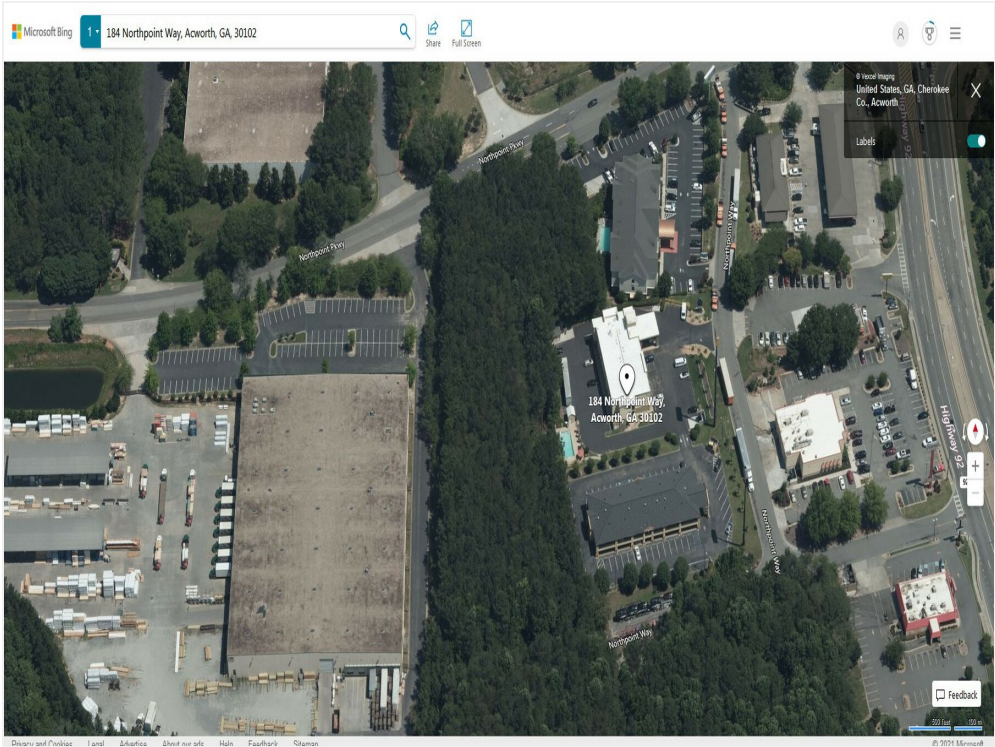 Microsoft Bing
1
184 Northpoint Way, Acworth, GA, 30102
Share
Full Screen
© Vexcel Imaging
United States, GA, Cherokee
Co., Acworth
Labels
Highway 92
Northpoint Pkwy
Northpoint Pkwy
Northpoint Way
184 Northpoint Way,
Acworth, GA 30102
Highway 92
Northpoint Way
Northpoint Way
Feedback
Privacy and Cookies Legal Advertise About our ads Help Feedback Sitemap
© 2021 Microsoft